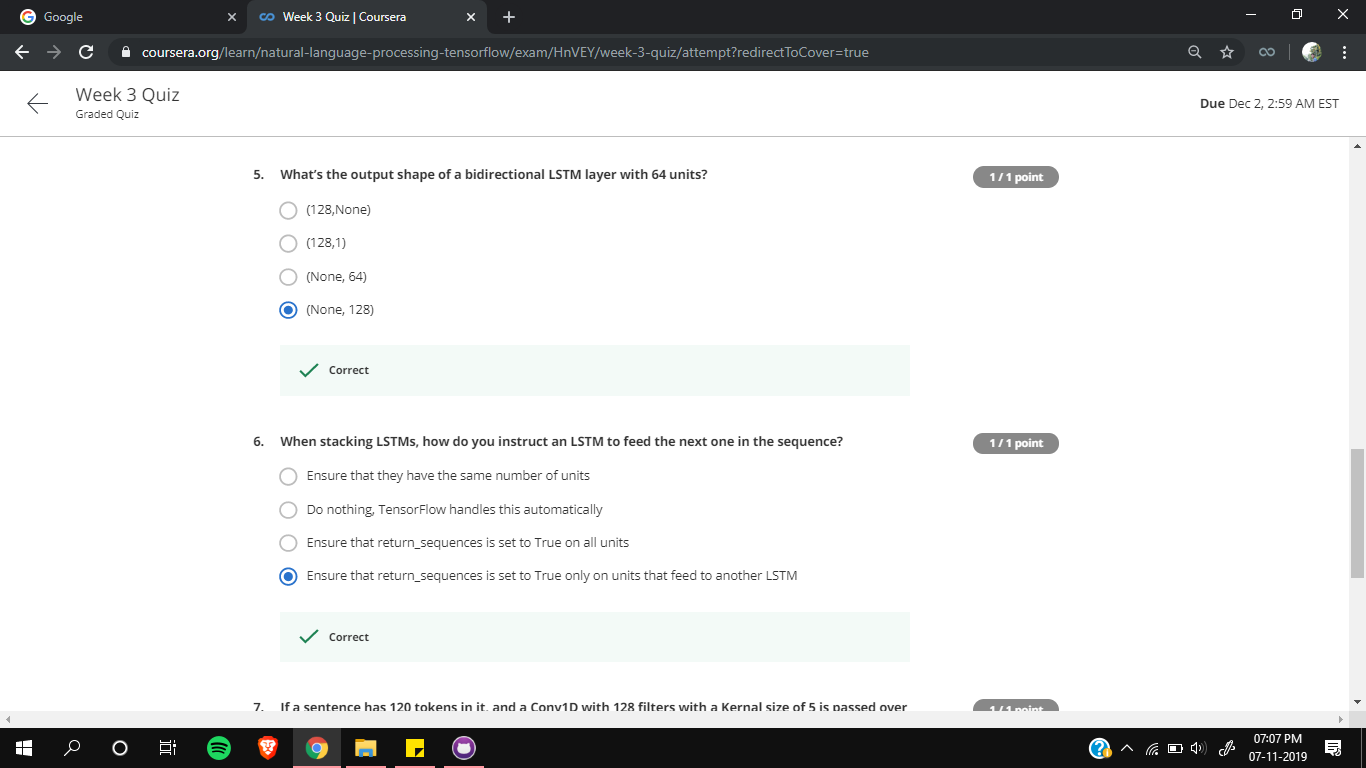 Google
Week 3 Quiz | Coursera
coursera.org/learn/natural-language-processing-tensorflow/exam/HnVEY/week-3-quiz/attempt?redirectToCover=true
Week 3 Quiz
Graded Quiz
Due Dec 2, 2:59 AM EST
5. What's the output shape of a bidirectional LSTM layer with 64 units?
1 / 1 point
(128,None)
(128,1)
(None, 64)
(None, 128)
Correct
6. When stacking LSTMs, how do you instruct an LSTM to feed the next one in the sequence?
1 / 1 point
Ensure that they have the same number of units
Do nothing, TensorFlow handles this automatically
Ensure that return_sequences is set to True on all units
Ensure that return_sequences is set to True only on units that feed to another LSTM
Correct
7. If a sentence has 120 tokens in it, and a Conv1D with 128 filters with a Kernal size of 5 is passed over
1 / 1 point
07:07 PM
07-11-2019